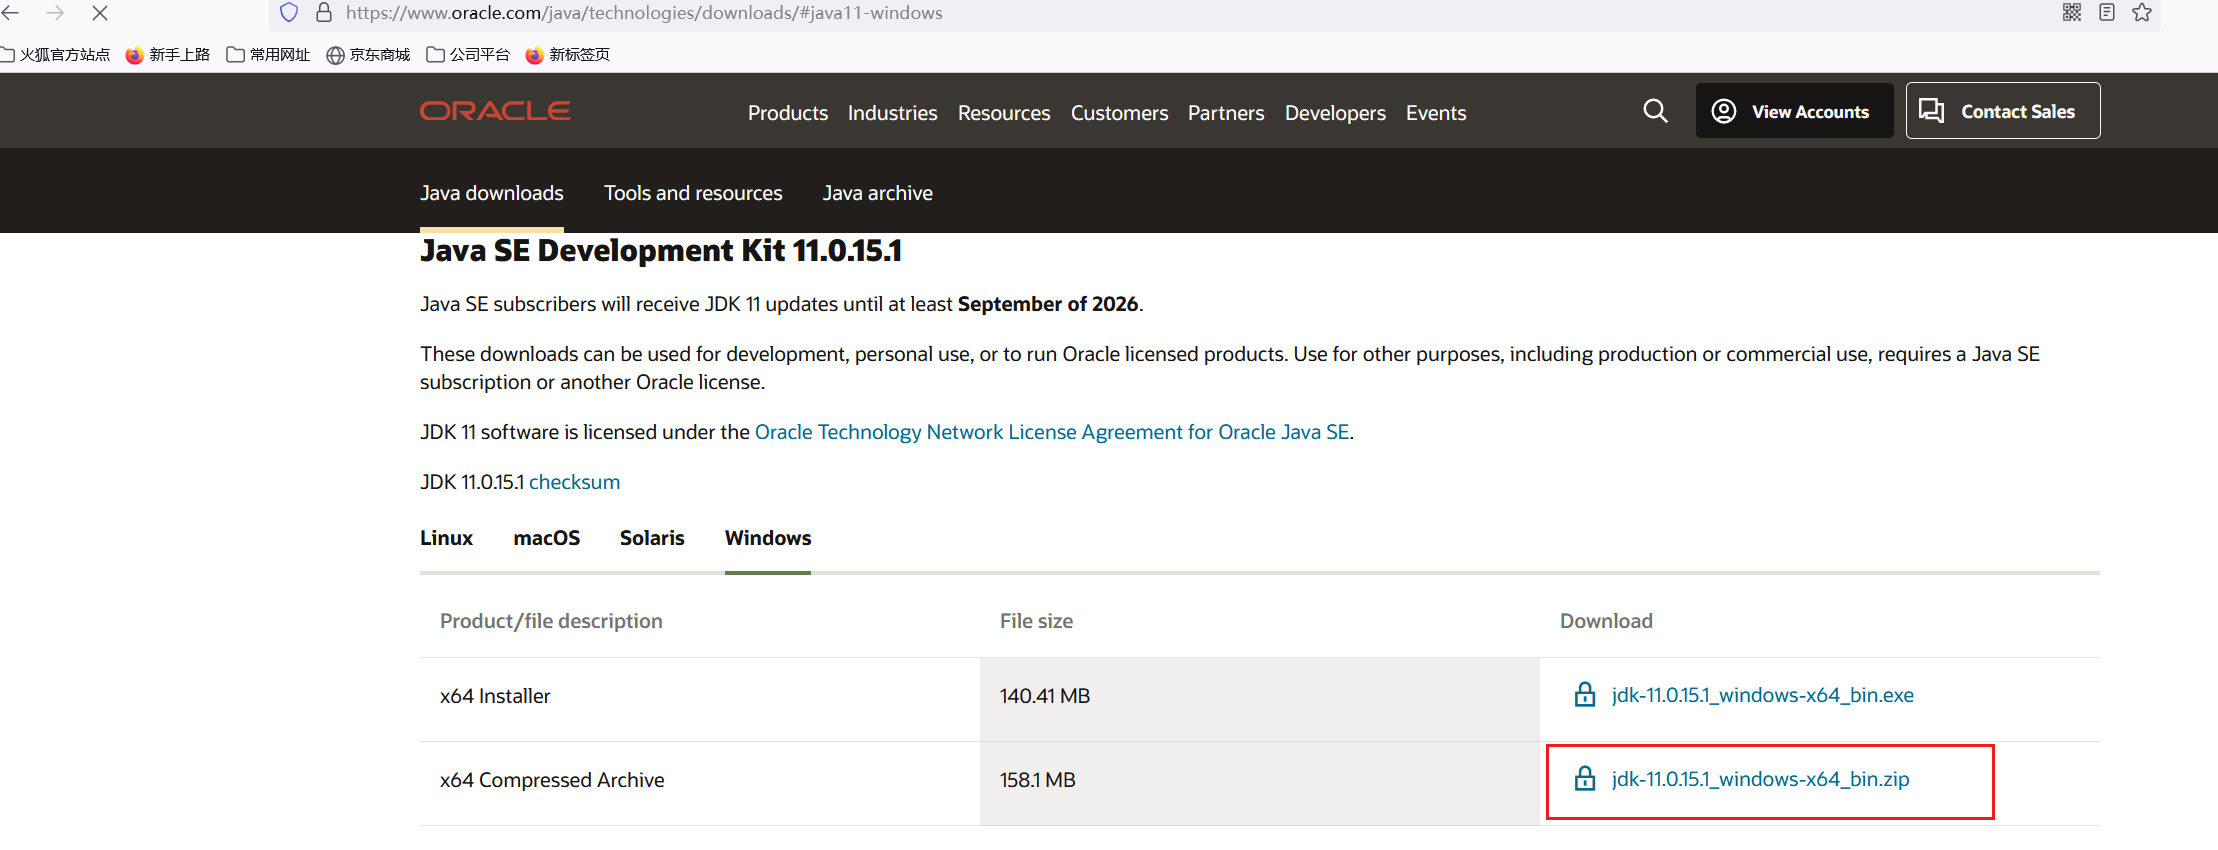 https://www.oracle.com/java/technologies/downloads/#java11-windows
火狐官方站点 新手上路 常用网址 京东商城 公司平台 新标签页
ORACLE Products Industries Resources Customers Partners Developers Events View Accounts Contact Sales
Java downloads Tools and resources Java archive
Java SE Development Kit 11.0.15.1
Java SE subscribers will receive JDK 11 updates until at least September of 2026.
These downloads can be used for development, personal use, or to run Oracle licensed products. Use for other purposes, including production or commercial use, requires a Java SE
subscription or another Oracle license.
JDK 11 software is licensed under the Oracle Technology Network License Agreement for Oracle Java SE.
JDK 11.0.15.1 checksum
Linux macOS Solaris Windows
Product/file description File size Download
x64 Installer 140.41 MB jdk-11.0.15.1_windows-x64_bin.exe
x64 Compressed Archive 158.1 MB jdk-11.0.15.1_windows-x64_bin.zip